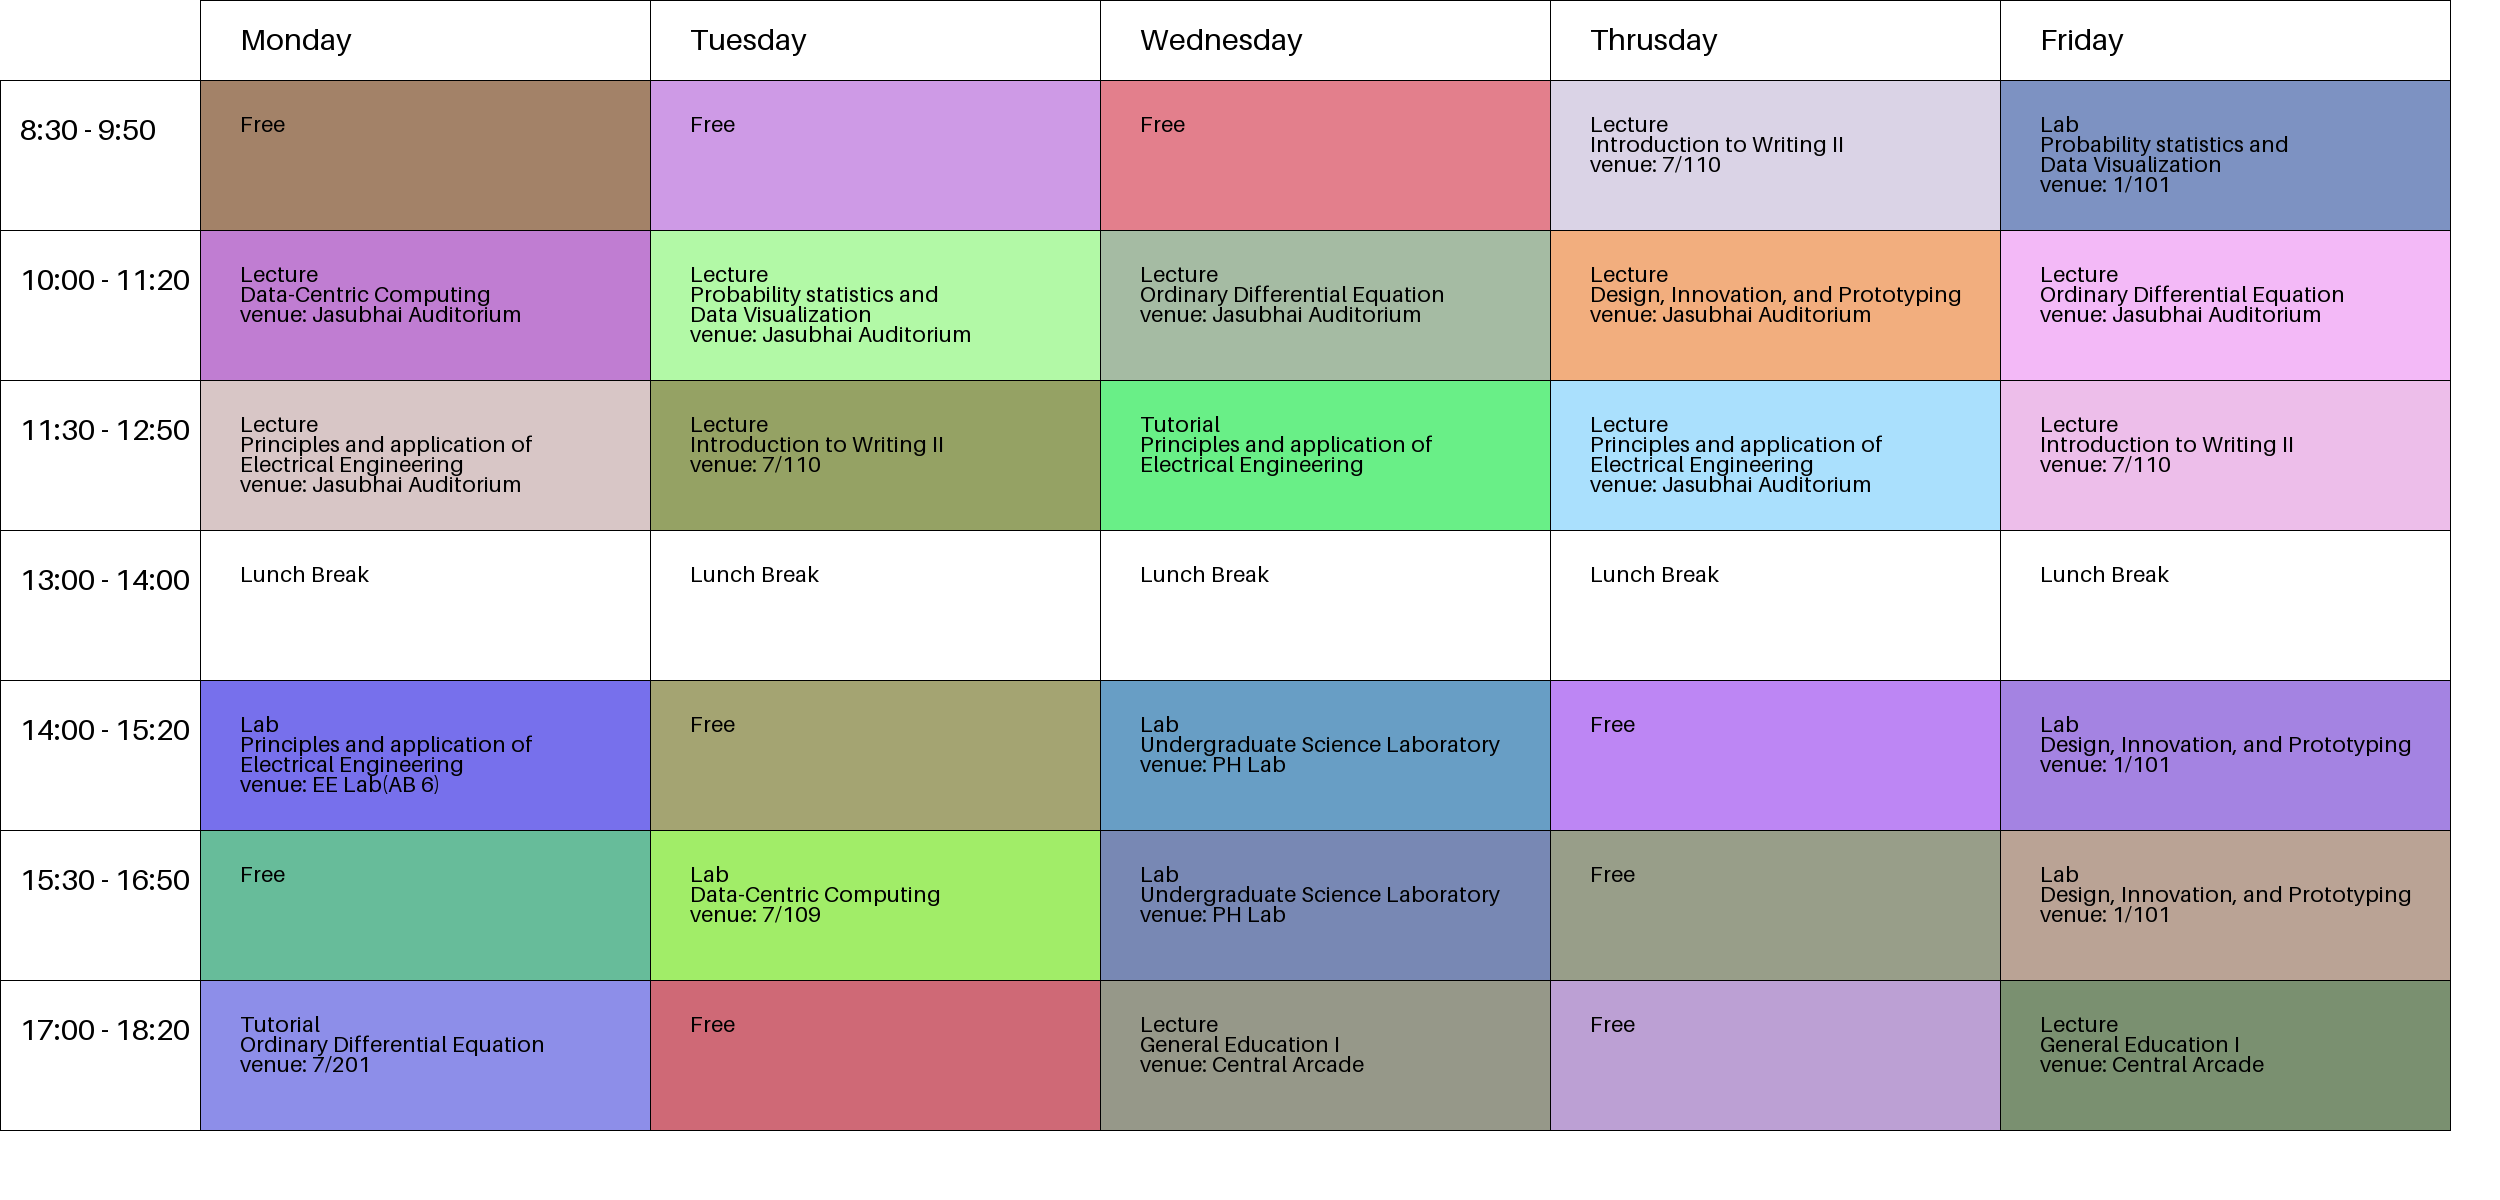 Monday
Tuesday
Wednesday
Thrusday
Friday
8:30 - 9:50
Free
Free
Free
Lecture
Introduction to Writing II
venue: 7/110
Lab
Probability statistics and
Data Visualization
venue: 1/101
10:00 - 11:20
Lecture
Data-Centric Computing
venue: Jasubhai Auditorium
Lecture
Probability statistics and
Data Visualization
venue: Jasubhai Auditorium
Lecture
Ordinary Differential Equation
venue: Jasubhai Auditorium
Lecture
Design, Innovation, and Prototyping
venue: Jasubhai Auditorium
Lecture
Ordinary Differential Equation
venue: Jasubhai Auditorium
11:30 - 12:50
Lecture
Principles and application of
Electrical Engineering
venue: Jasubhai Auditorium
Lecture
Introduction to Writing II
venue: 7/110
Tutorial
Principles and application of
Electrical Engineering
Lecture
Principles and application of
Electrical Engineering
venue: Jasubhai Auditorium
Lecture
Introduction to Writing II
venue: 7/110
13:00 - 14:00
Lunch Break
Lunch Break
Lunch Break
Lunch Break
Lunch Break
14:00 - 15:20
Lab
Principles and application of
Electrical Engineering
venue: EE Lab(AB 6)
Free
Lab
Undergraduate Science Laboratory
venue: PH Lab
Free
Lab
Design, Innovation, and Prototyping
venue: 1/101
15:30 - 16:50
Free
Lab
Data-Centric Computing
venue: 7/109
Lab
Undergraduate Science Laboratory
venue: PH Lab
Free
Lab
Design, Innovation, and Prototyping
venue: 1/101
17:00 - 18:20
Tutorial
Ordinary Differential Equation
venue: 7/201
Free
Lecture
General Education I
venue: Central Arcade
Free
Lecture
General Education I
venue: Central Arcade